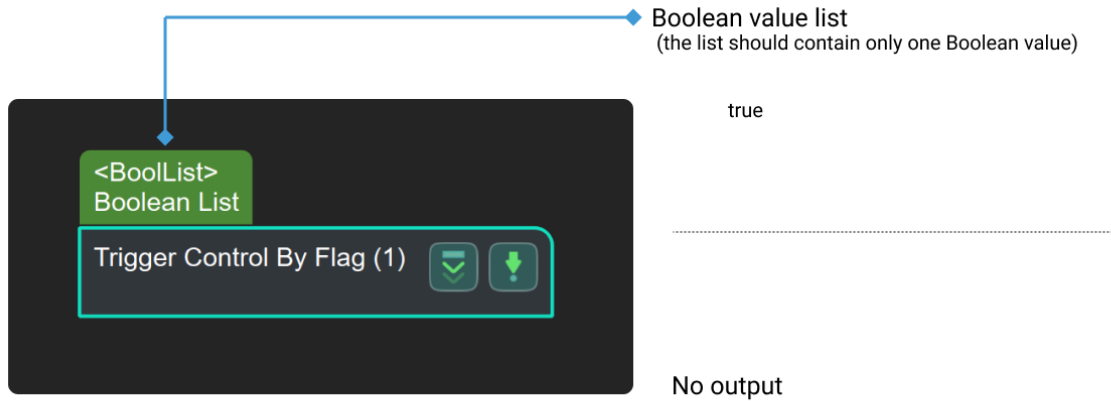 Boolean value list
(the list should contain only one Boolean value)
true
<BoolList>
Boolean List
Trigger Control By Flag (1)
No output